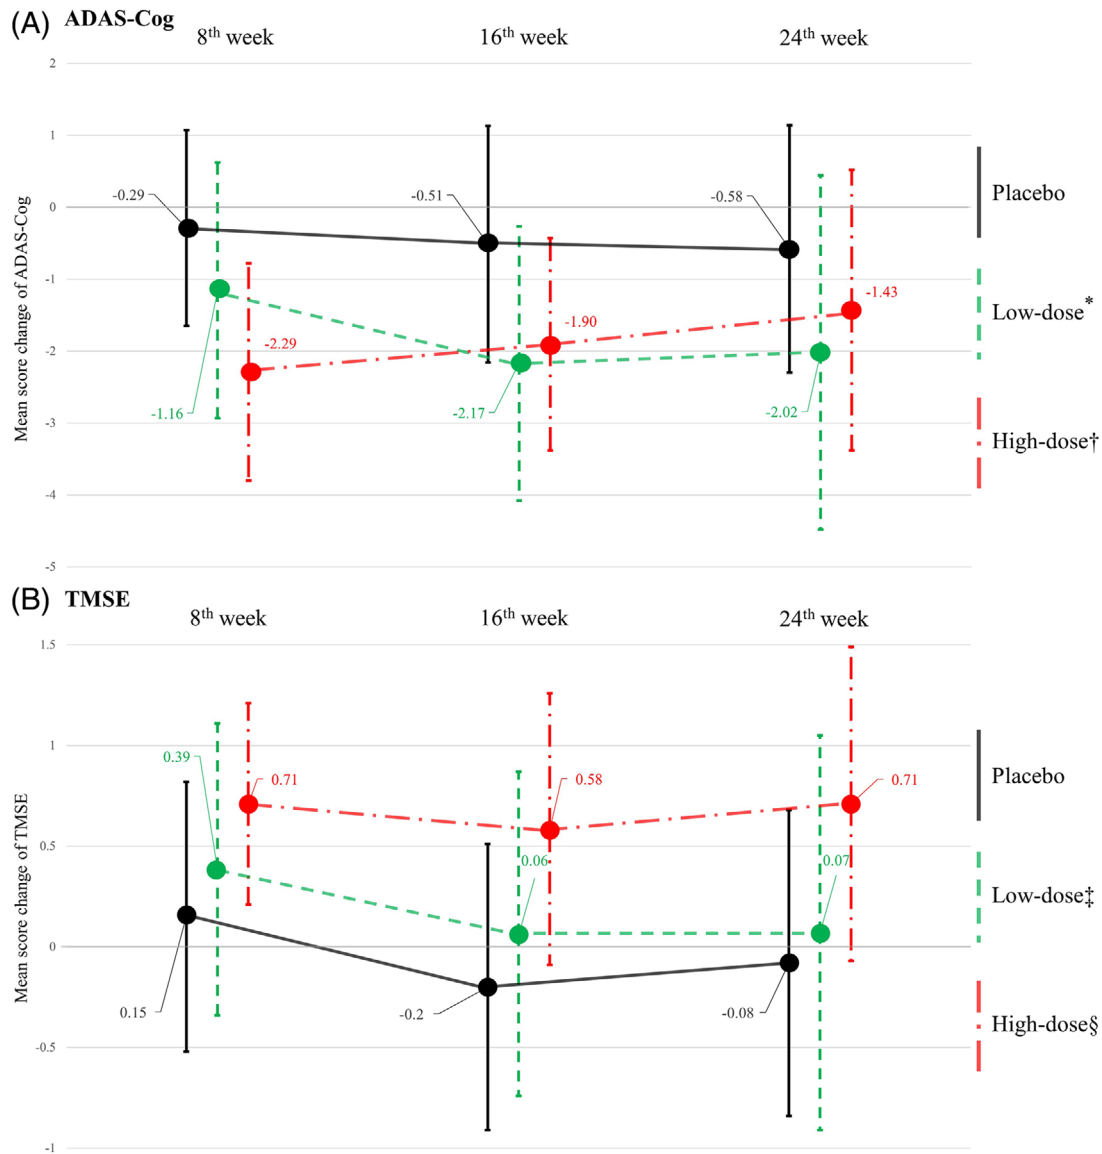 (A) ADAS-Cog
8th week 16th week 24th week
2
1
0
-1
-2
-3
-4
-5
Mean score change of ADAS-Cog
-0.29 -0.51 -0.58
-1.16 -2.17 -2.02
-2.29 -1.90 -1.43
Placebo
Low-dose*
High-dose†
(B) TMSE
8th week 16th week 24th week
1.5
1
0.5
0
-0.5
-1
Mean score change of TMSE
0.39 0.06 0.07
0.71 0.58 0.71
0.15 -0.2 -0.08
Placebo
Low-dose‡
High-dose§